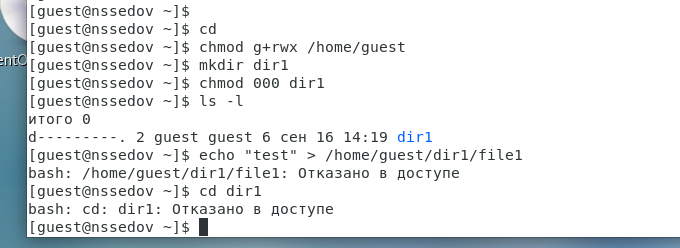 [guest@nssedov ~]$
[guest@nssedov ~]$ cd
[guest@nssedov ~]$ chmod g+rwx /home/guest
[guest@nssedov ~]$ mkdir dir1
[guest@nssedov ~]$ chmod 000 dir1
[guest@nssedov ~]$ ls -l
итого 0
d---------. 2 guest guest 6 сен 16 14:19 dir1
[guest@nssedov ~]$ echo "test" > /home/guest/dir1/file1
bash: /home/guest/dir1/file1: Отказано в доступе
[guest@nssedov ~]$ cd dir1
bash: cd: dir1: Отказано в доступе
[guest@nssedov ~]$